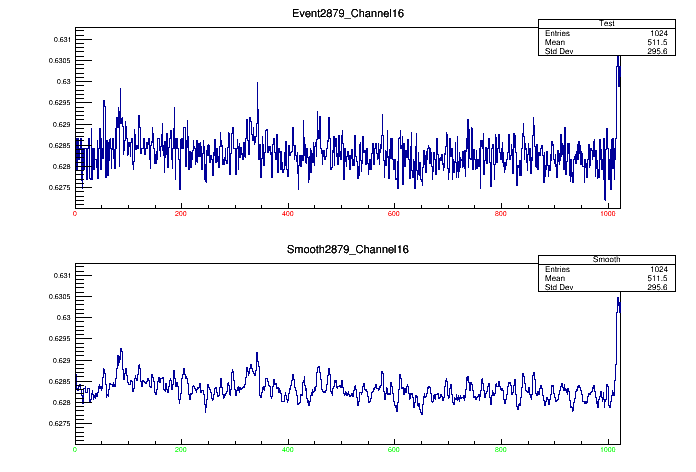 Event2879_Channel16
Test
Entries 1024
Mean 511.5
Std Dev 295.6
0.631
0.6305
0.63
0.6295
0.629
0.6285
0.628
0.6275
0 200 400 600 800 1000
Smooth2879_Channel16
Smooth
Entries 1024
Mean 511.5
Std Dev 295.6
0.631
0.6305
0.63
0.6295
0.629
0.6285
0.628
0.6275
0 200 400 600 800 1000